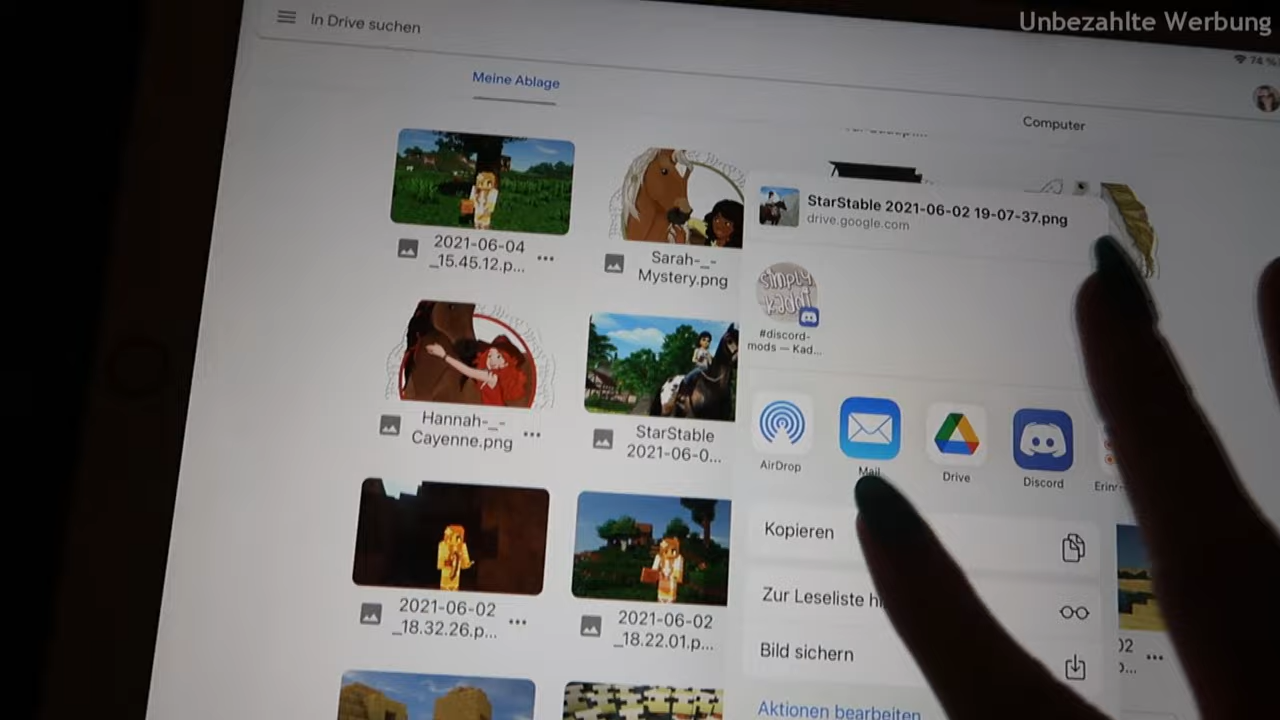 Unbezahlte Werbung
In Drive suchen
74 %
Meine Ablage
Computer
StarStable 2021-06-02 19-07-37.png
drive.google.com
2021-06-04
_15.45.12.p...
Sarah-_-
Mystery.png
simply
kaddi
#discord-
mods — Kad...
Hannah-_-
Cayenne.png
StarStable
2021-06-0...
AirDrop
Mail
Drive
Discord
Kopieren
Zur Leseliste
Bild sichern
Aktionen bearbeiten
2021-06-02
_18.32.26.p...
2021-06-02
_18.22.01.p...